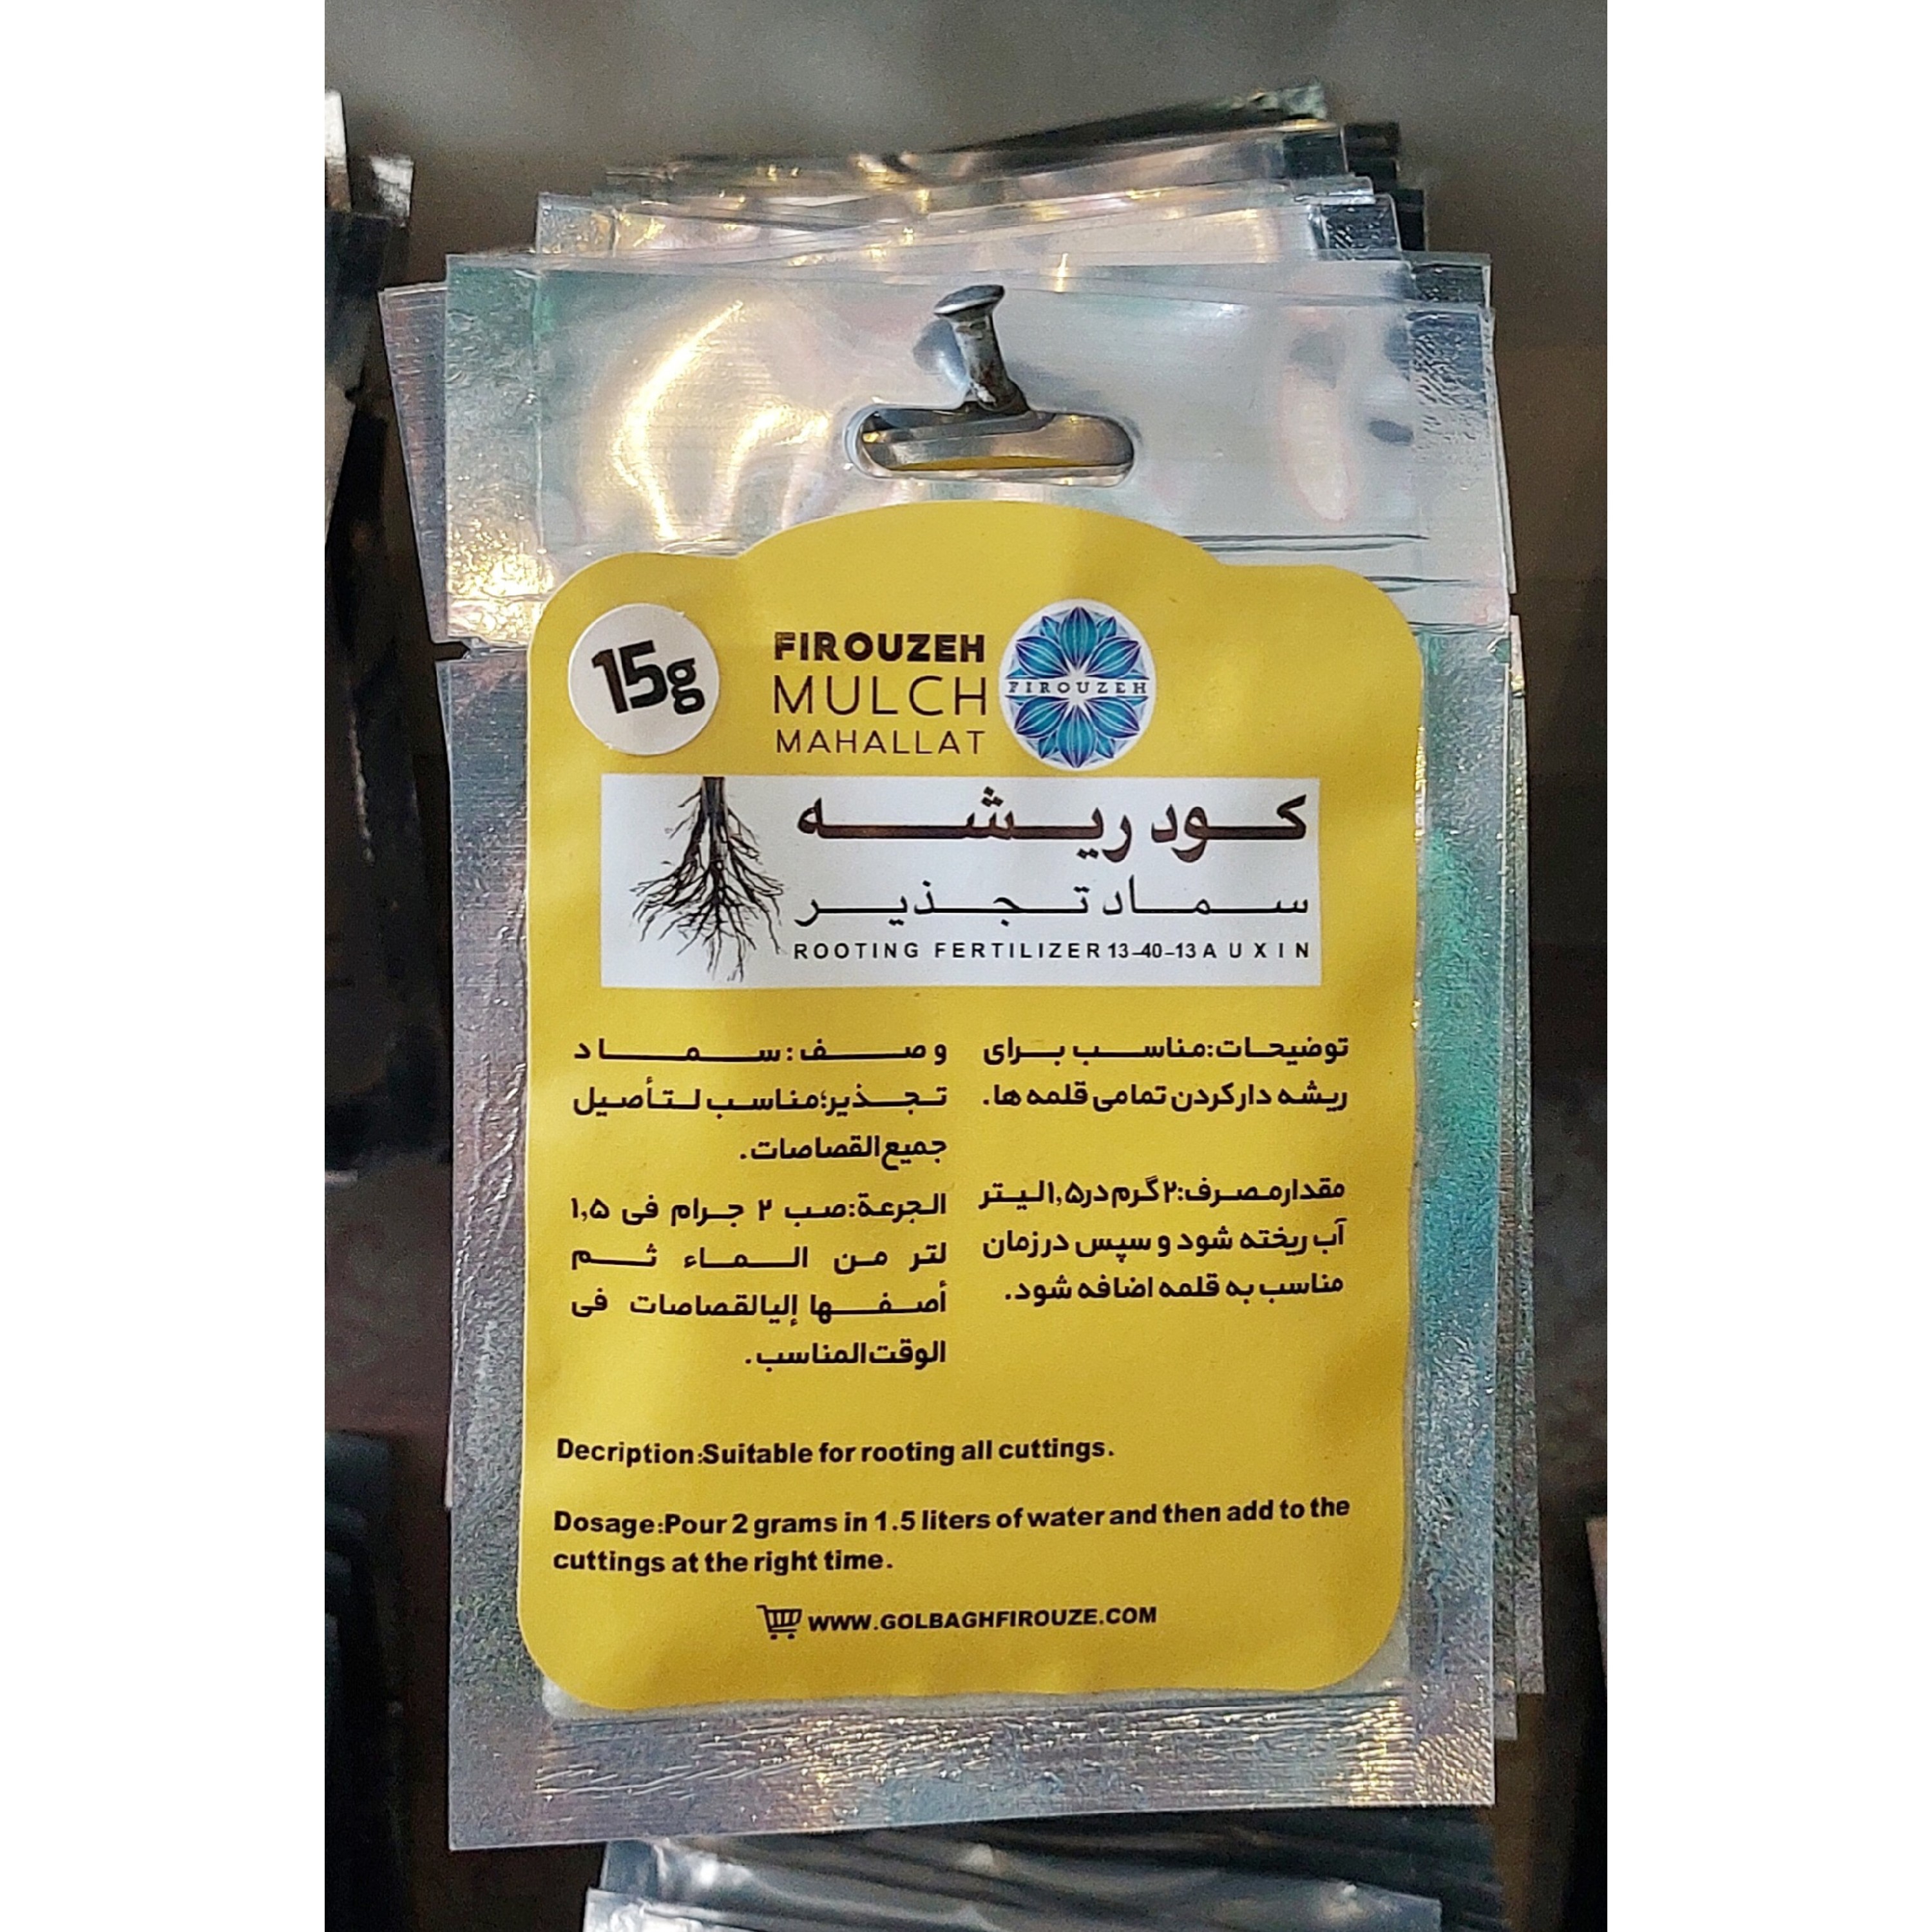 15g
FIROUZEH
MULCH
MAHALLAT
FIROUZEH
کود ریشه
سماد تجذیر
ROOTING FERTILIZER 13-40-13 AUXIN
توضیحات:مناسب برای
ریشه دارکردن تمامی قلمه ها.
مقدارمصرف:۲گرم در۱,۵لیتر
آب ریخته شود و سپس درزمان
مناسب به قلمه اضافه شود.
وصف:سماد
تجذیر؛مناسب لتأصیل
جمیع القصاصات.
الجرعة:صب ۲ جرام فی ۱,۵
لتر من الماء ثم
أصفها إلیالقصاصات فی
الوقت المناسب.
Decription:Suitable for rooting all cuttings.
Dosage:Pour 2 grams in 1.5 liters of water and then add to the
cuttings at the right time.
WWW.GOLBAGHFIROUZE.COM